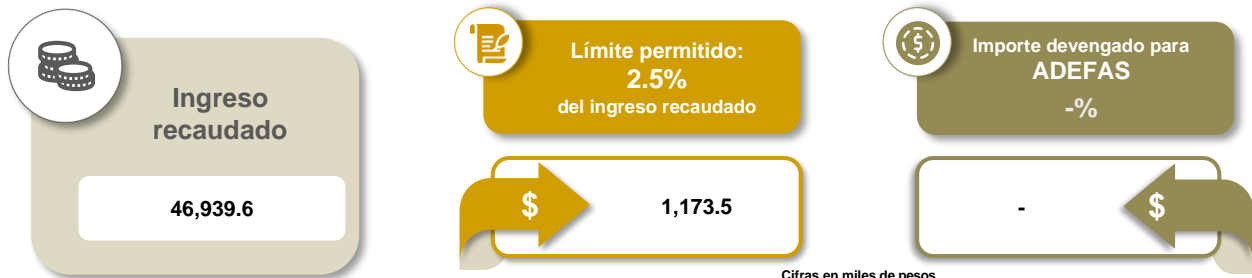 Ingreso
recaudado
46,939.6
Límite permitido:
2.5%
del ingreso recaudado
$
1,173.5
Importe devengado para
ADEFAS
-%
-
$
Cifras en miles de pesos